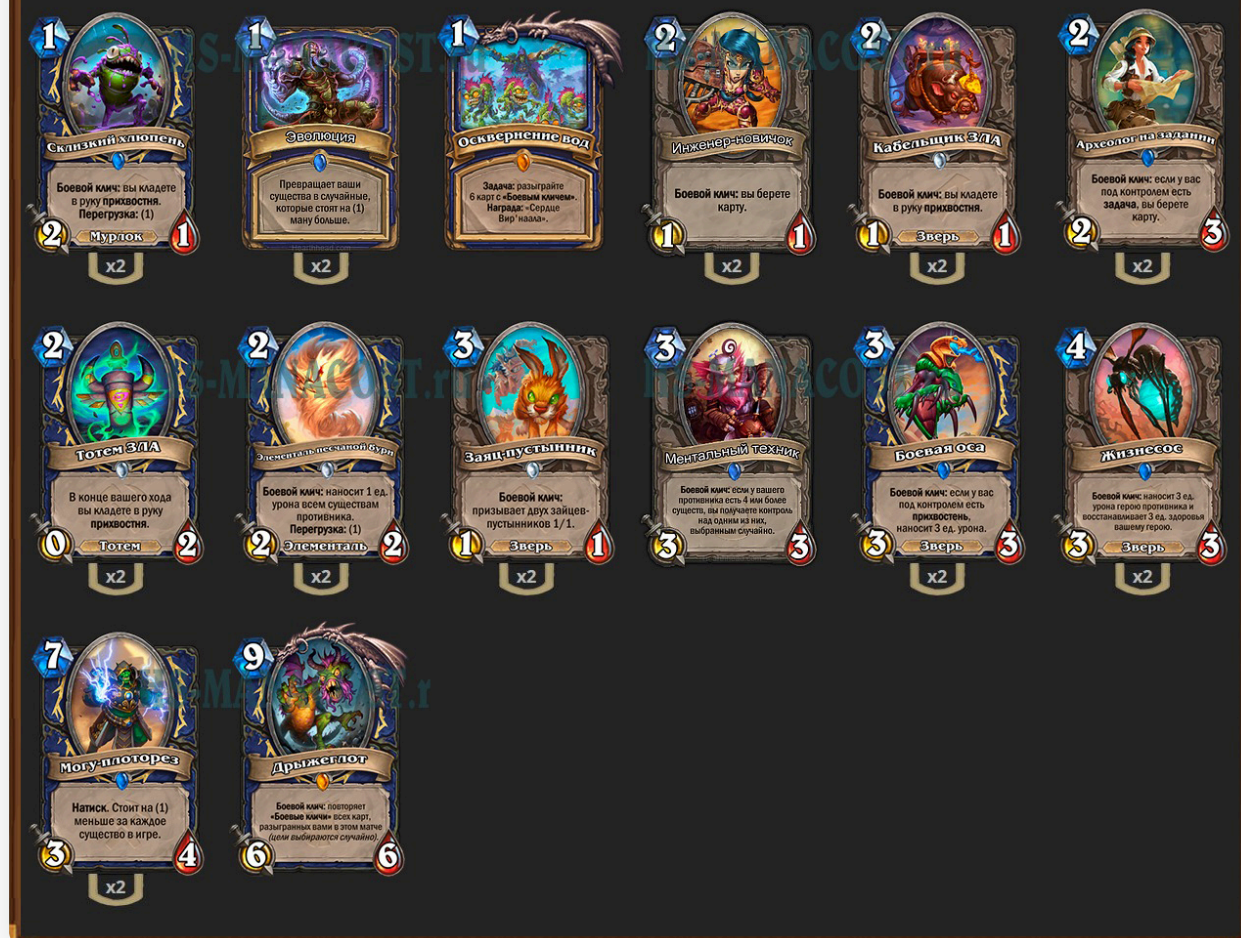 1
Склизкий хлюпень
Боевой клич: вы кладете
в руку прихвостня.
Перегрузка: (1)
2
Мурлок
1
x2
1
Эволюция
Превращает ваши
существа в случайные,
которые стоят на (1)
ману больше.
x2
1
Осквернение вод
Задача: разыграйте
6 карт с «Боевым кличем».
Награда: «Сердце
Вир'наала».
2
Инженер-новичок
Боевой клич: вы берете
карту.
1
1
x2
2
Кабельщик ЗЛА
Боевой клич: вы кладете
в руку прихвостня.
1
Зверь
1
x2
2
Археолог на задании
Боевой клич: если у вас
под контролем есть
задача, вы берете
карту.
2
3
x2
2
Тотем ЗЛА
В конце вашего хода
вы кладете в руку
прихвостня.
0
Тотем
2
x2
2
Элементаль песчаной бури
Боевой клич: наносит 1 ед.
урона всем существам
противника.
Перегрузка: (1)
2
Элементаль
2
x2
3
Заяц-пустынник
Боевой клич:
призывает двух зайцев-
пустынников 1/1.
1
Зверь
1
x2
3
Ментальный техник
Боевой клич: если у вашего
противника есть 4 или более
существ, вы получаете контроль
над одним из них,
выбранным случайно.
3
3
3
Боевая оса
Боевой клич: если у вас
под контролем есть
прихвостень,
наносит 3 ед. урона.
3
Зверь
3
x2
4
Жизнесос
Боевой клич: наносит 3 ед.
урона герою противника и
восстанавливает 3 ед. здоровья
вашему герою.
3
Зверь
3
x2
7
Могу-плоторез
Натиск. Стоит на (1)
меньше за каждое
существо в игре.
3
4
x2
9
Дрыжеглот
Боевой клич: повторяет
«Боевые кличи» всех карт,
разыгранных вами в этом матче
(цели выбираются случайно).
6
6